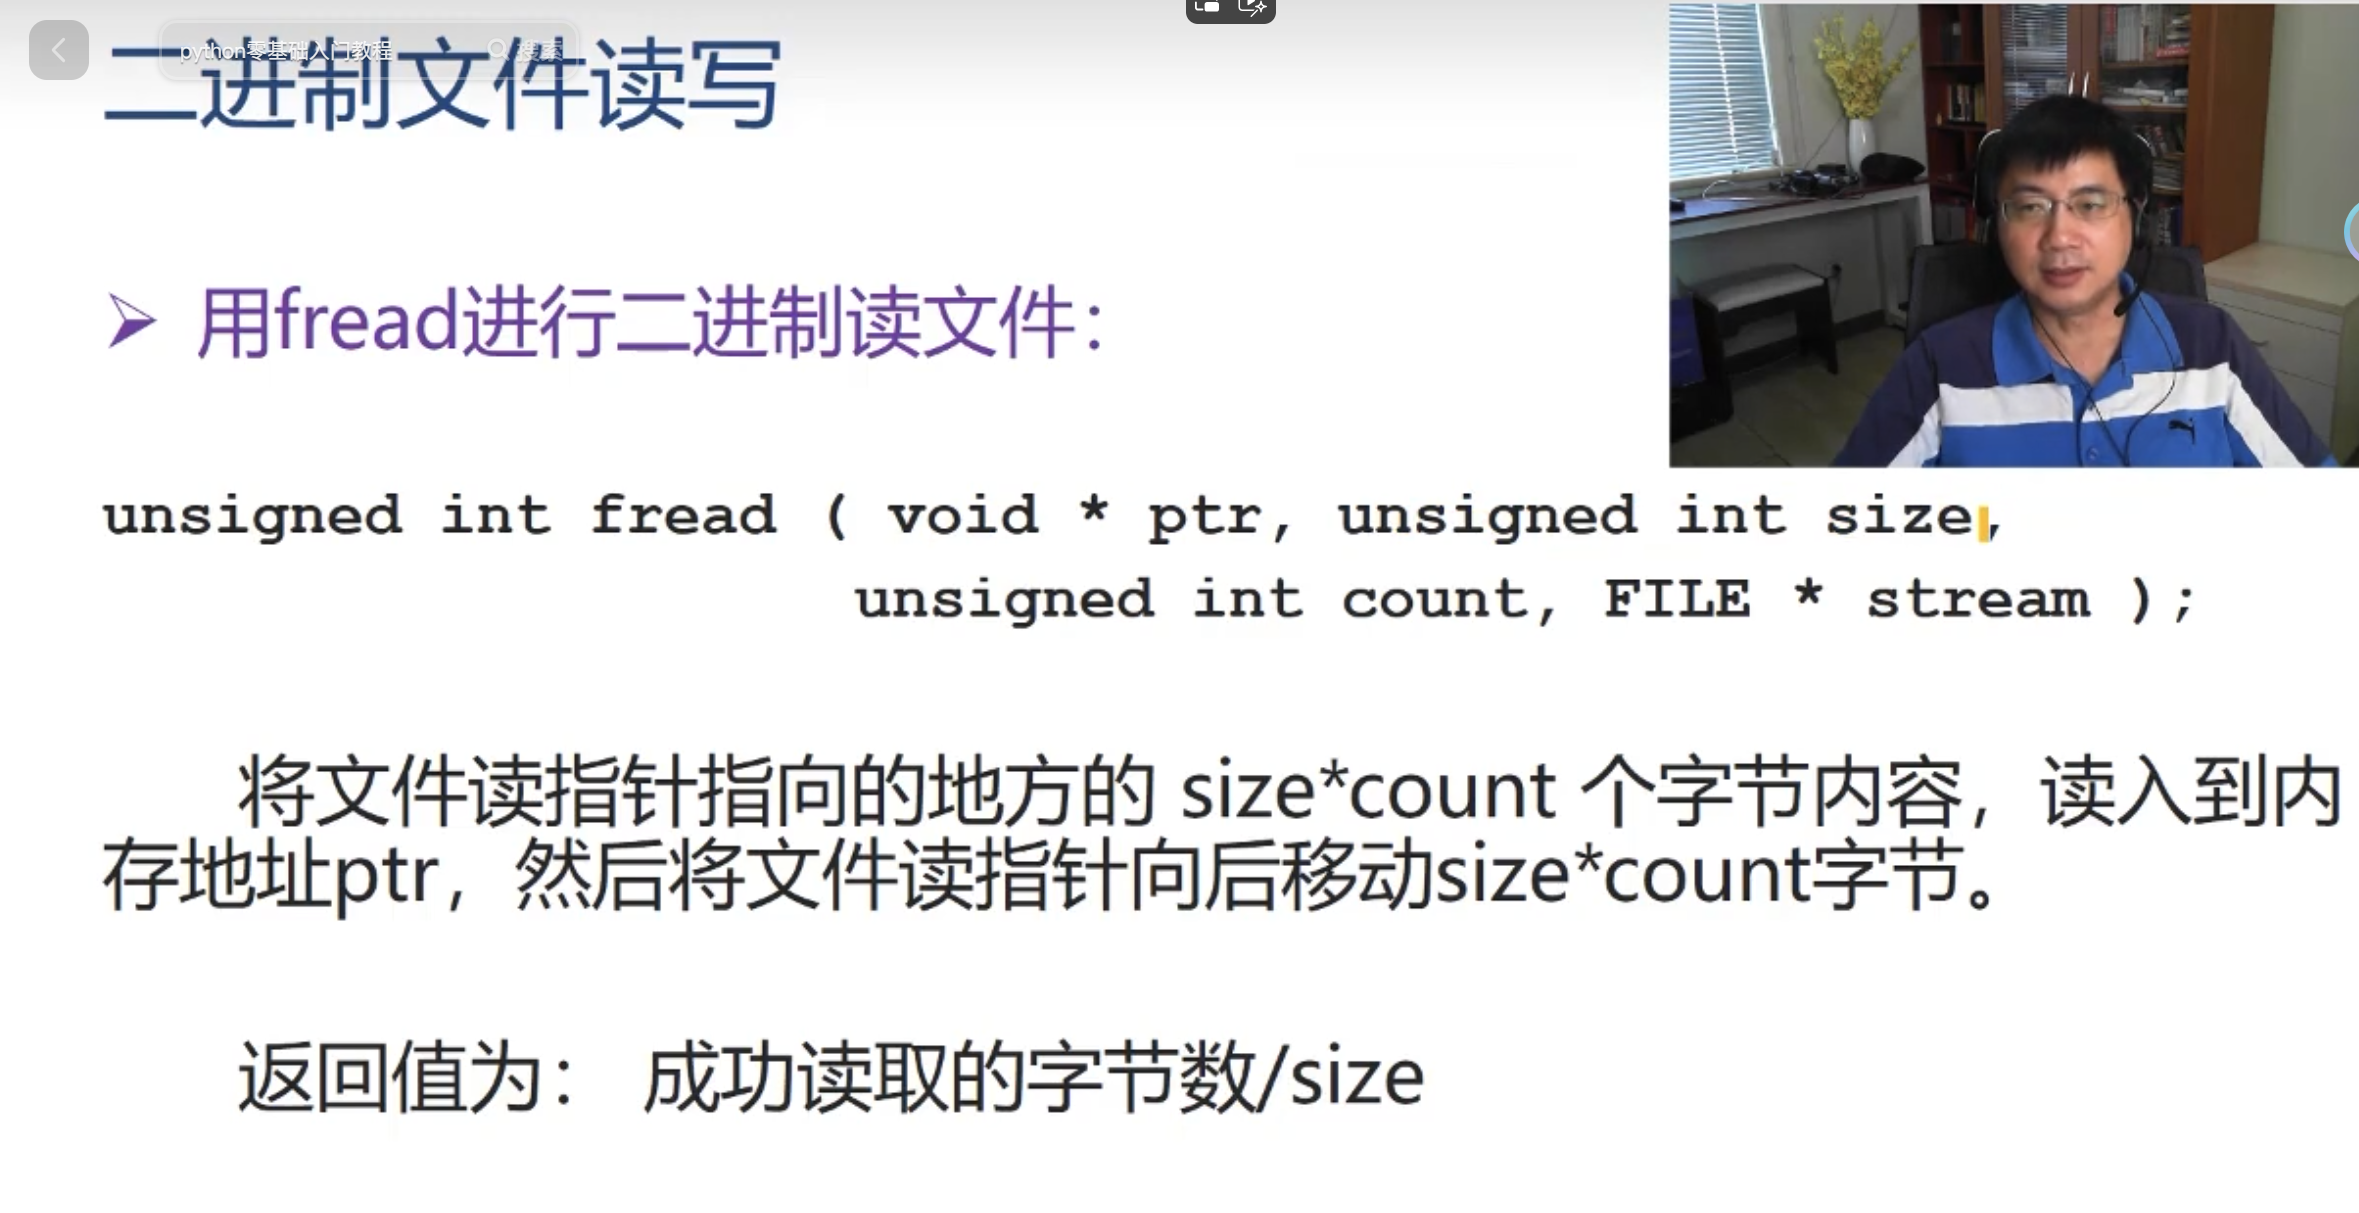 python零基础入门教程 搜索
二进制文件读写
➢ 用fread进行二进制读文件：
unsigned int fread ( void * ptr, unsigned int size,
unsigned int count, FILE * stream );
将文件读指针指向的地方的 size*count 个字节内容，读入到内
存地址ptr，然后将文件读指针向后移动size*count字节。
返回值为： 成功读取的字节数/size